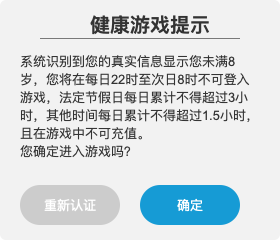 健康游戏提示
系统识别到您的真实信息显示您未满8
岁，您将在每日22时至次日8时不可登入
游戏，法定节假日每日累计不得超过3小
时，其他时间每日累计不得超过1.5小时，
且在游戏中不可充值。
您确定进入游戏吗?
重新认证
确定